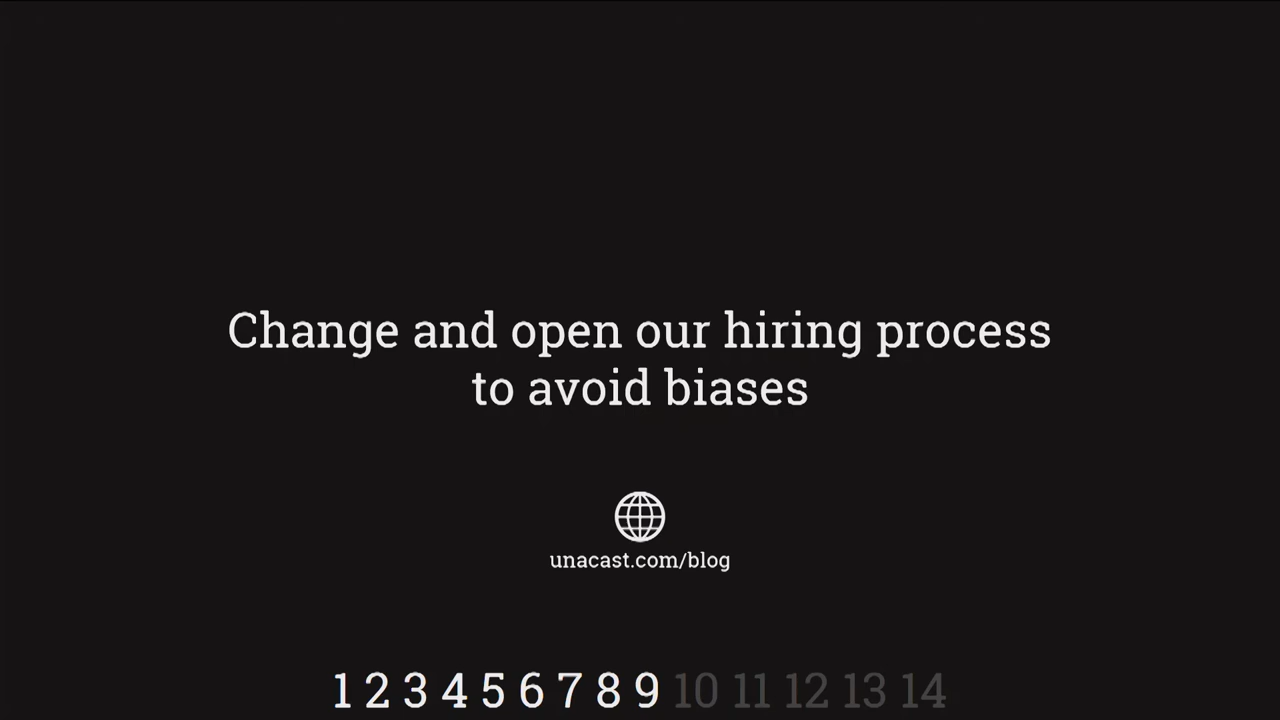 Change and open our hiring process
to avoid biases
unacast.com/blog
1 2 3 4 5 6 7 8 9 10 11 12 13 14